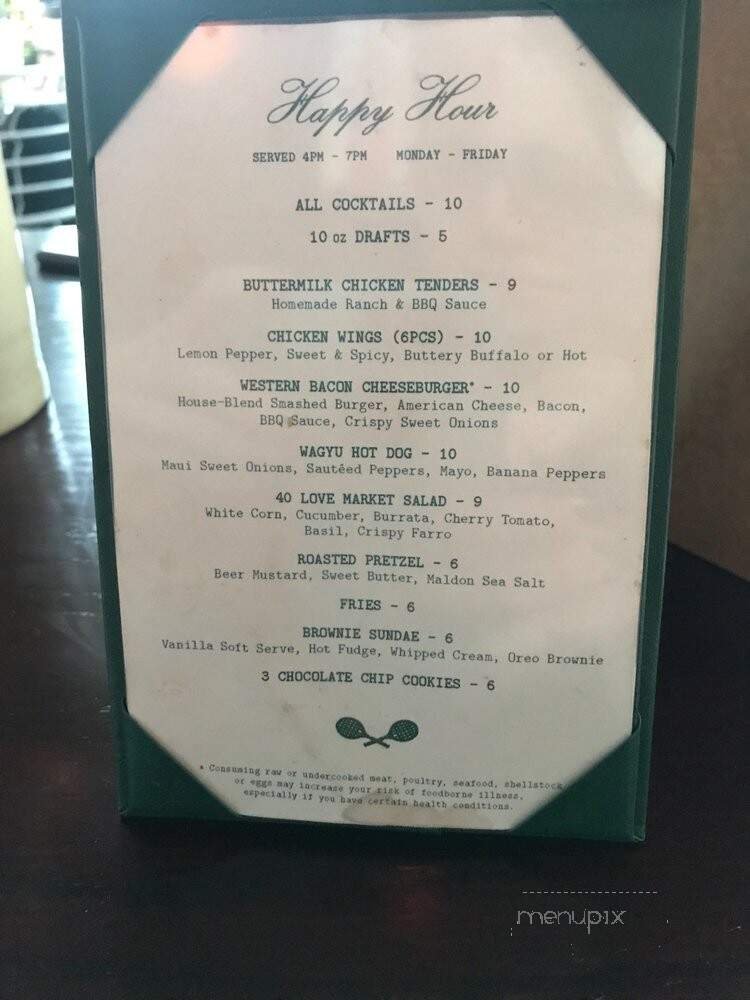 Happy Hour
SERVED 4PM - 7PM MONDAY - FRIDAY
ALL COCKTAILS - 10
10 oz DRAFTS - 5
BUTTERMILK CHICKEN TENDERS - 9
Homemade Ranch & BBQ Sauce
CHICKEN WINGS (6PCS) - 10
Lemon Pepper, Sweet & Spicy, Buttery Buffalo or Hot
WESTERN BACON CHEESEBURGER* - 10
House-Blend Smashed Burger, American Cheese, Bacon,
BBQ Sauce, Crispy Sweet Onions
WAGYU HOT DOG - 10
Maui Sweet Onions, Sautéed Peppers, Mayo, Banana Peppers
40 LOVE MARKET SALAD - 9
White Corn, Cucumber, Burrata, Cherry Tomato,
Basil, Crispy Farro
ROASTED PRETZEL - 6
Beer Mustard, Sweet Butter, Maldon Sea Salt
FRIES - 6
BROWNIE SUNDAE - 6
Vanilla Soft Serve, Hot Fudge, Whipped Cream, Oreo Brownie
3 CHOCOLATE CHIP COOKIES - 6
* Consuming raw or undercooked meat, poultry, seafood, shellstock
or eggs may increase your risk of foodborne illness,
especially if you have certain health conditions.
menupix